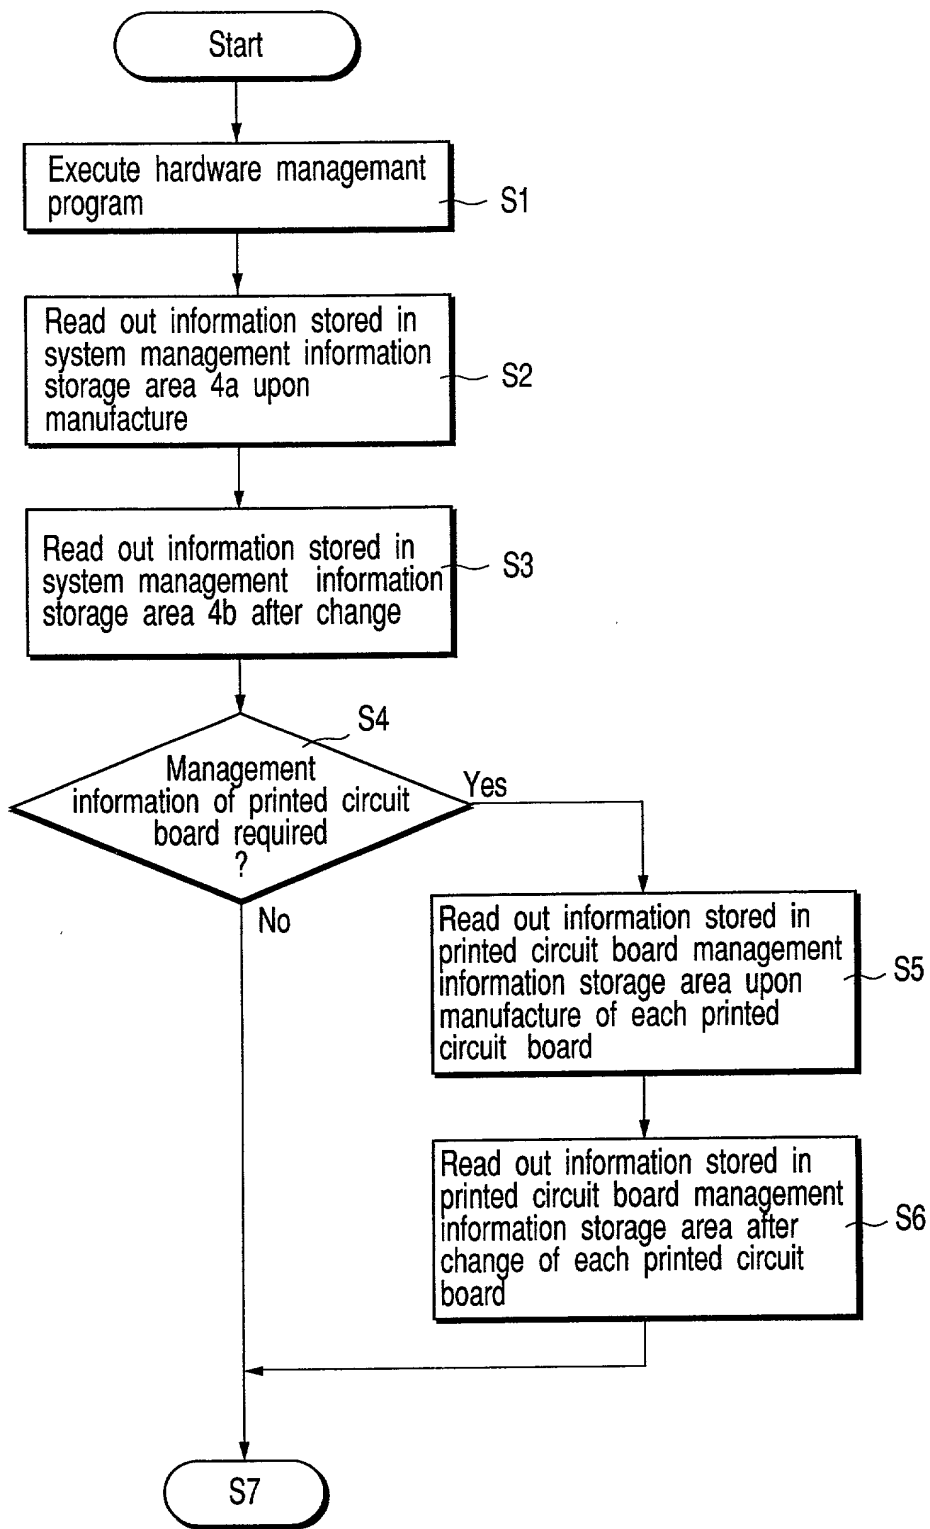 Start
Execute hardware managemant
program
S1
Read out information stored in
system management information
storage area 4a upon
manufacture
S2
Read out information stored in
system management information
storage area 4b after change
S3
S4
Management
information of printed circuit
board required
?
Yes
No
Read out information stored in
printed circuit board management
information storage area upon
manufacture of each printed
circuit board
S5
Read out information stored in
printed circuit board management
information storage area after
change of each printed circuit
board
S6
S7